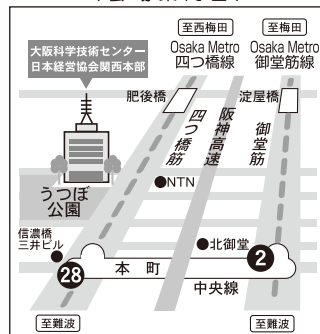 至西梅田
至梅田
大阪科学技術センター
日本経営協会関西本部
Osaka Metro
四つ橋線
Osaka Metro
御堂筋線
肥後橋
淀屋橋
四つ橋筋
阪神高速
御堂筋
うつぼ
公園
NTN
信濃橋
三井ビル
北御堂
28
本町
2
中央線
至難波
至難波